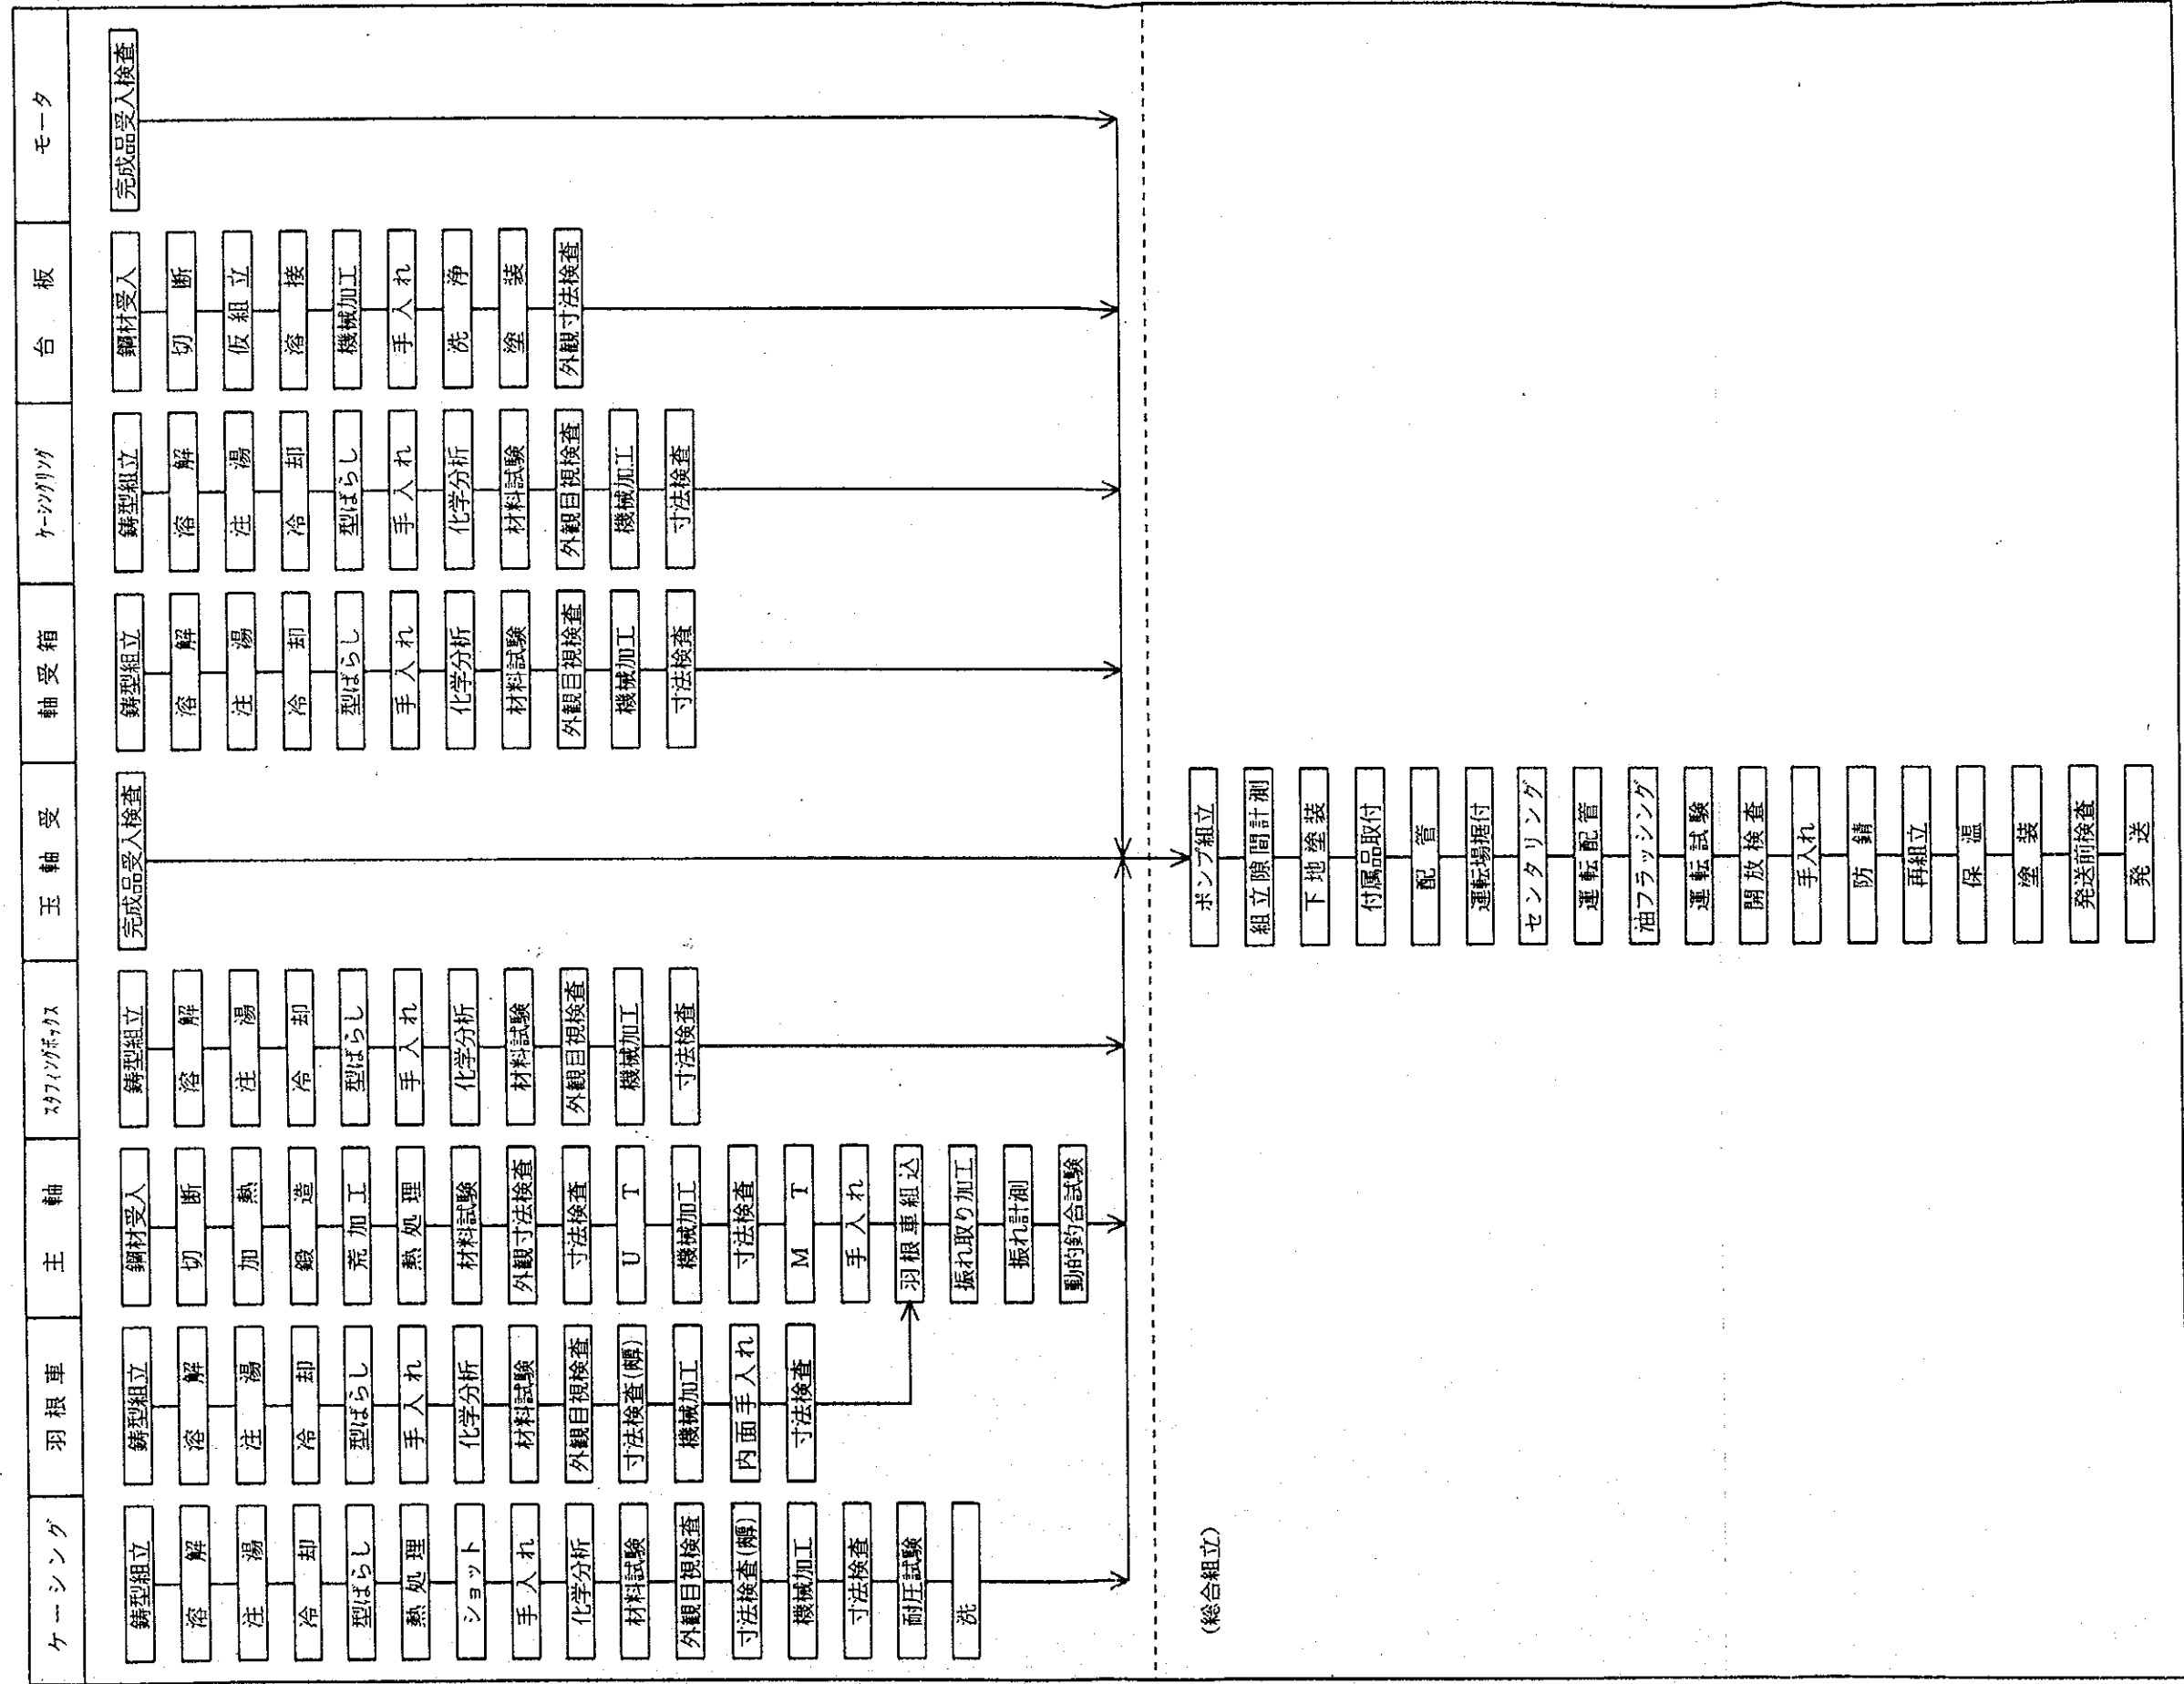 ケーシング
鋳型組立
溶解
注湯
冷却
型ばらし
熱処理
ショット
手入れ
化学分析
材料試験
外観目視検査
寸法検査
機械加工
寸法検査
耐圧試験
洗
羽根車
鋳型組立
溶解
注湯
冷却
型ばらし
手入れ
化学分析
材料試験
外観目視検査
寸法検査
機械加工
内面手入れ
寸法検査
主軸
鋼材受入
切断
加熱
鍛造
荒加工
熱処理
材料試験
外観寸法検査
寸法検査
UT
機械加工
寸法検査
MT
手入れ
羽根車組込
振れ取り加工
振れ計測
動的釣合試験
スタフィングボックス
鋳型組立
溶解
注湯
冷却
型ばらし
手入れ
化学分析
材料試験
外観目視検査
機械加工
寸法検査
玉軸受
完成品受入検査
軸受箱
鋳型組立
溶解
注湯
冷却
型ばらし
手入れ
化学分析
材料試験
外観目視検査
機械加工
寸法検査
ケーシングリング
鋳型組立
溶解
注湯
冷却
型ばらし
手入れ
化学分析
材料試験
外観目視検査
機械加工
寸法検査
台板
鋼材受入
切断
仮組立
溶接
機械加工
手入れ
洗浄
塗装
外観寸法検査
モータ
完成品受入検査
(総合組立)
ポンプ組立
組立隙間計測
下地塗装
付属品取付
配管
運転場据付
センタリング
運転配管
油フラッシング
運転試験
開放検査
手入れ
防錆
再組立
保温
塗装
発送前検査
発送